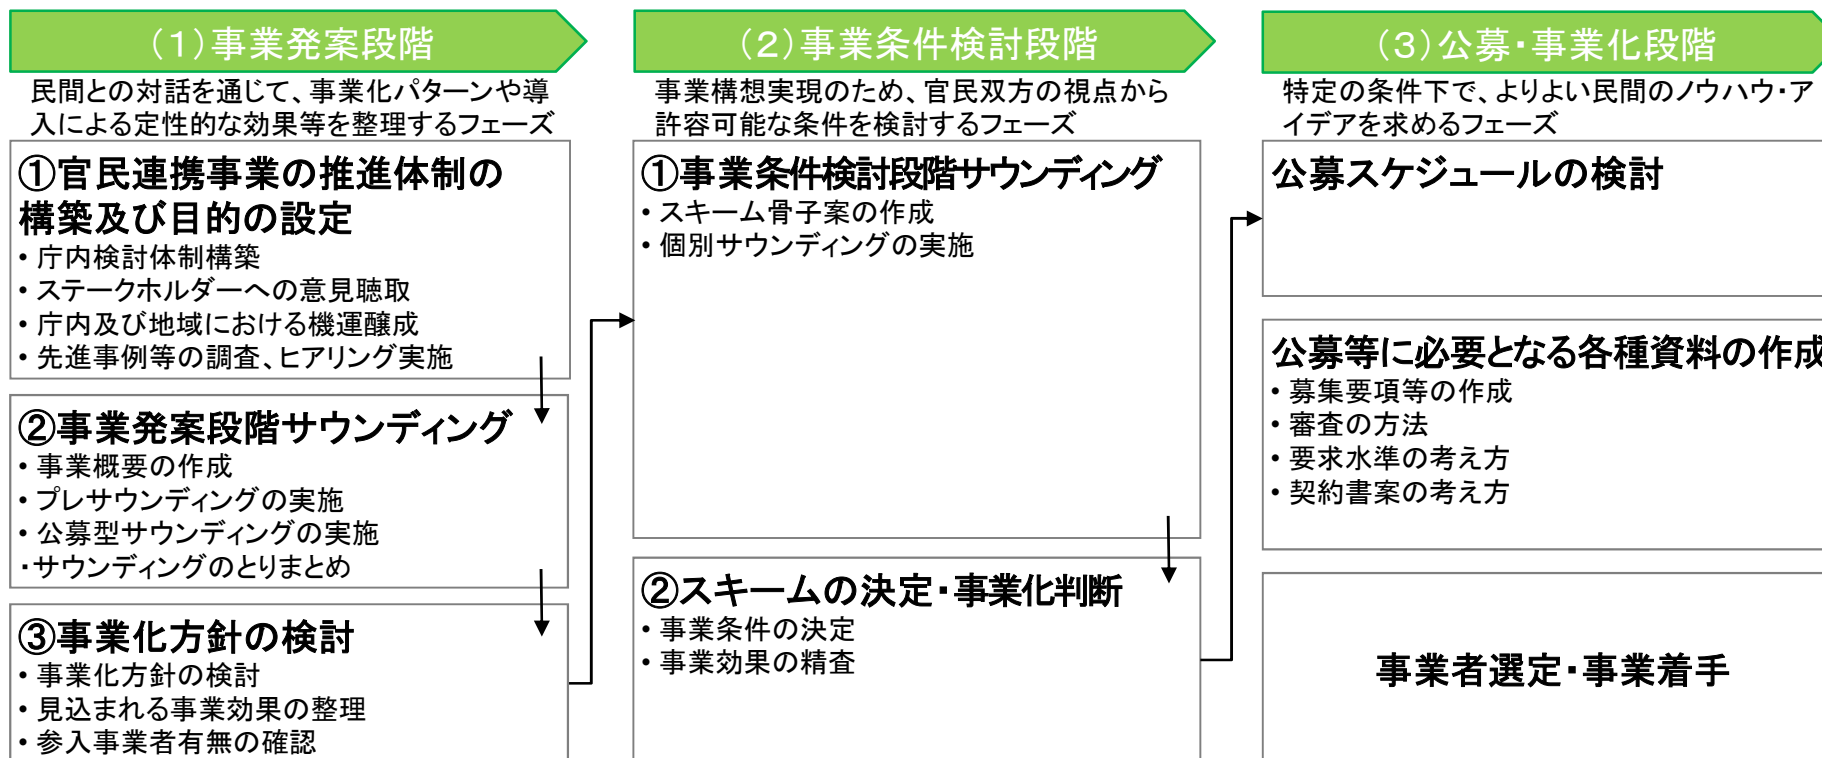 （１）事業発案段階
民間との対話を通じて、事業化パターンや導
入による定性的な効果等を整理するフェーズ
①官民連携事業の推進体制の
構築及び目的の設定
• 庁内検討体制構築
• ステークホルダーへの意見聴取
• 庁内及び地域における機運醸成
• 先進事例等の調査、ヒアリング実施
②事業発案段階サウンディング
• 事業概要の作成
• プレサウンディングの実施
• 公募型サウンディングの実施
・サウンディングのとりまとめ
③事業化方針の検討
• 事業化方針の検討
• 見込まれる事業効果の整理
• 参入事業者有無の確認
（２）事業条件検討段階
事業構想実現のため、官民双方の視点から
許容可能な条件を検討するフェーズ
①事業条件検討段階サウンディング
• スキーム骨子案の作成
• 個別サウンディングの実施
②スキームの決定・事業化判断
• 事業条件の決定
• 事業効果の精査
（３）公募・事業化段階
特定の条件下で、よりよい民間のノウハウ・ア
イデアを求めるフェーズ
公募スケジュールの検討
公募等に必要となる各種資料の作成
• 募集要項等の作成
• 審査の方法
• 要求水準の考え方
• 契約書案の考え方
事業者選定・事業着手